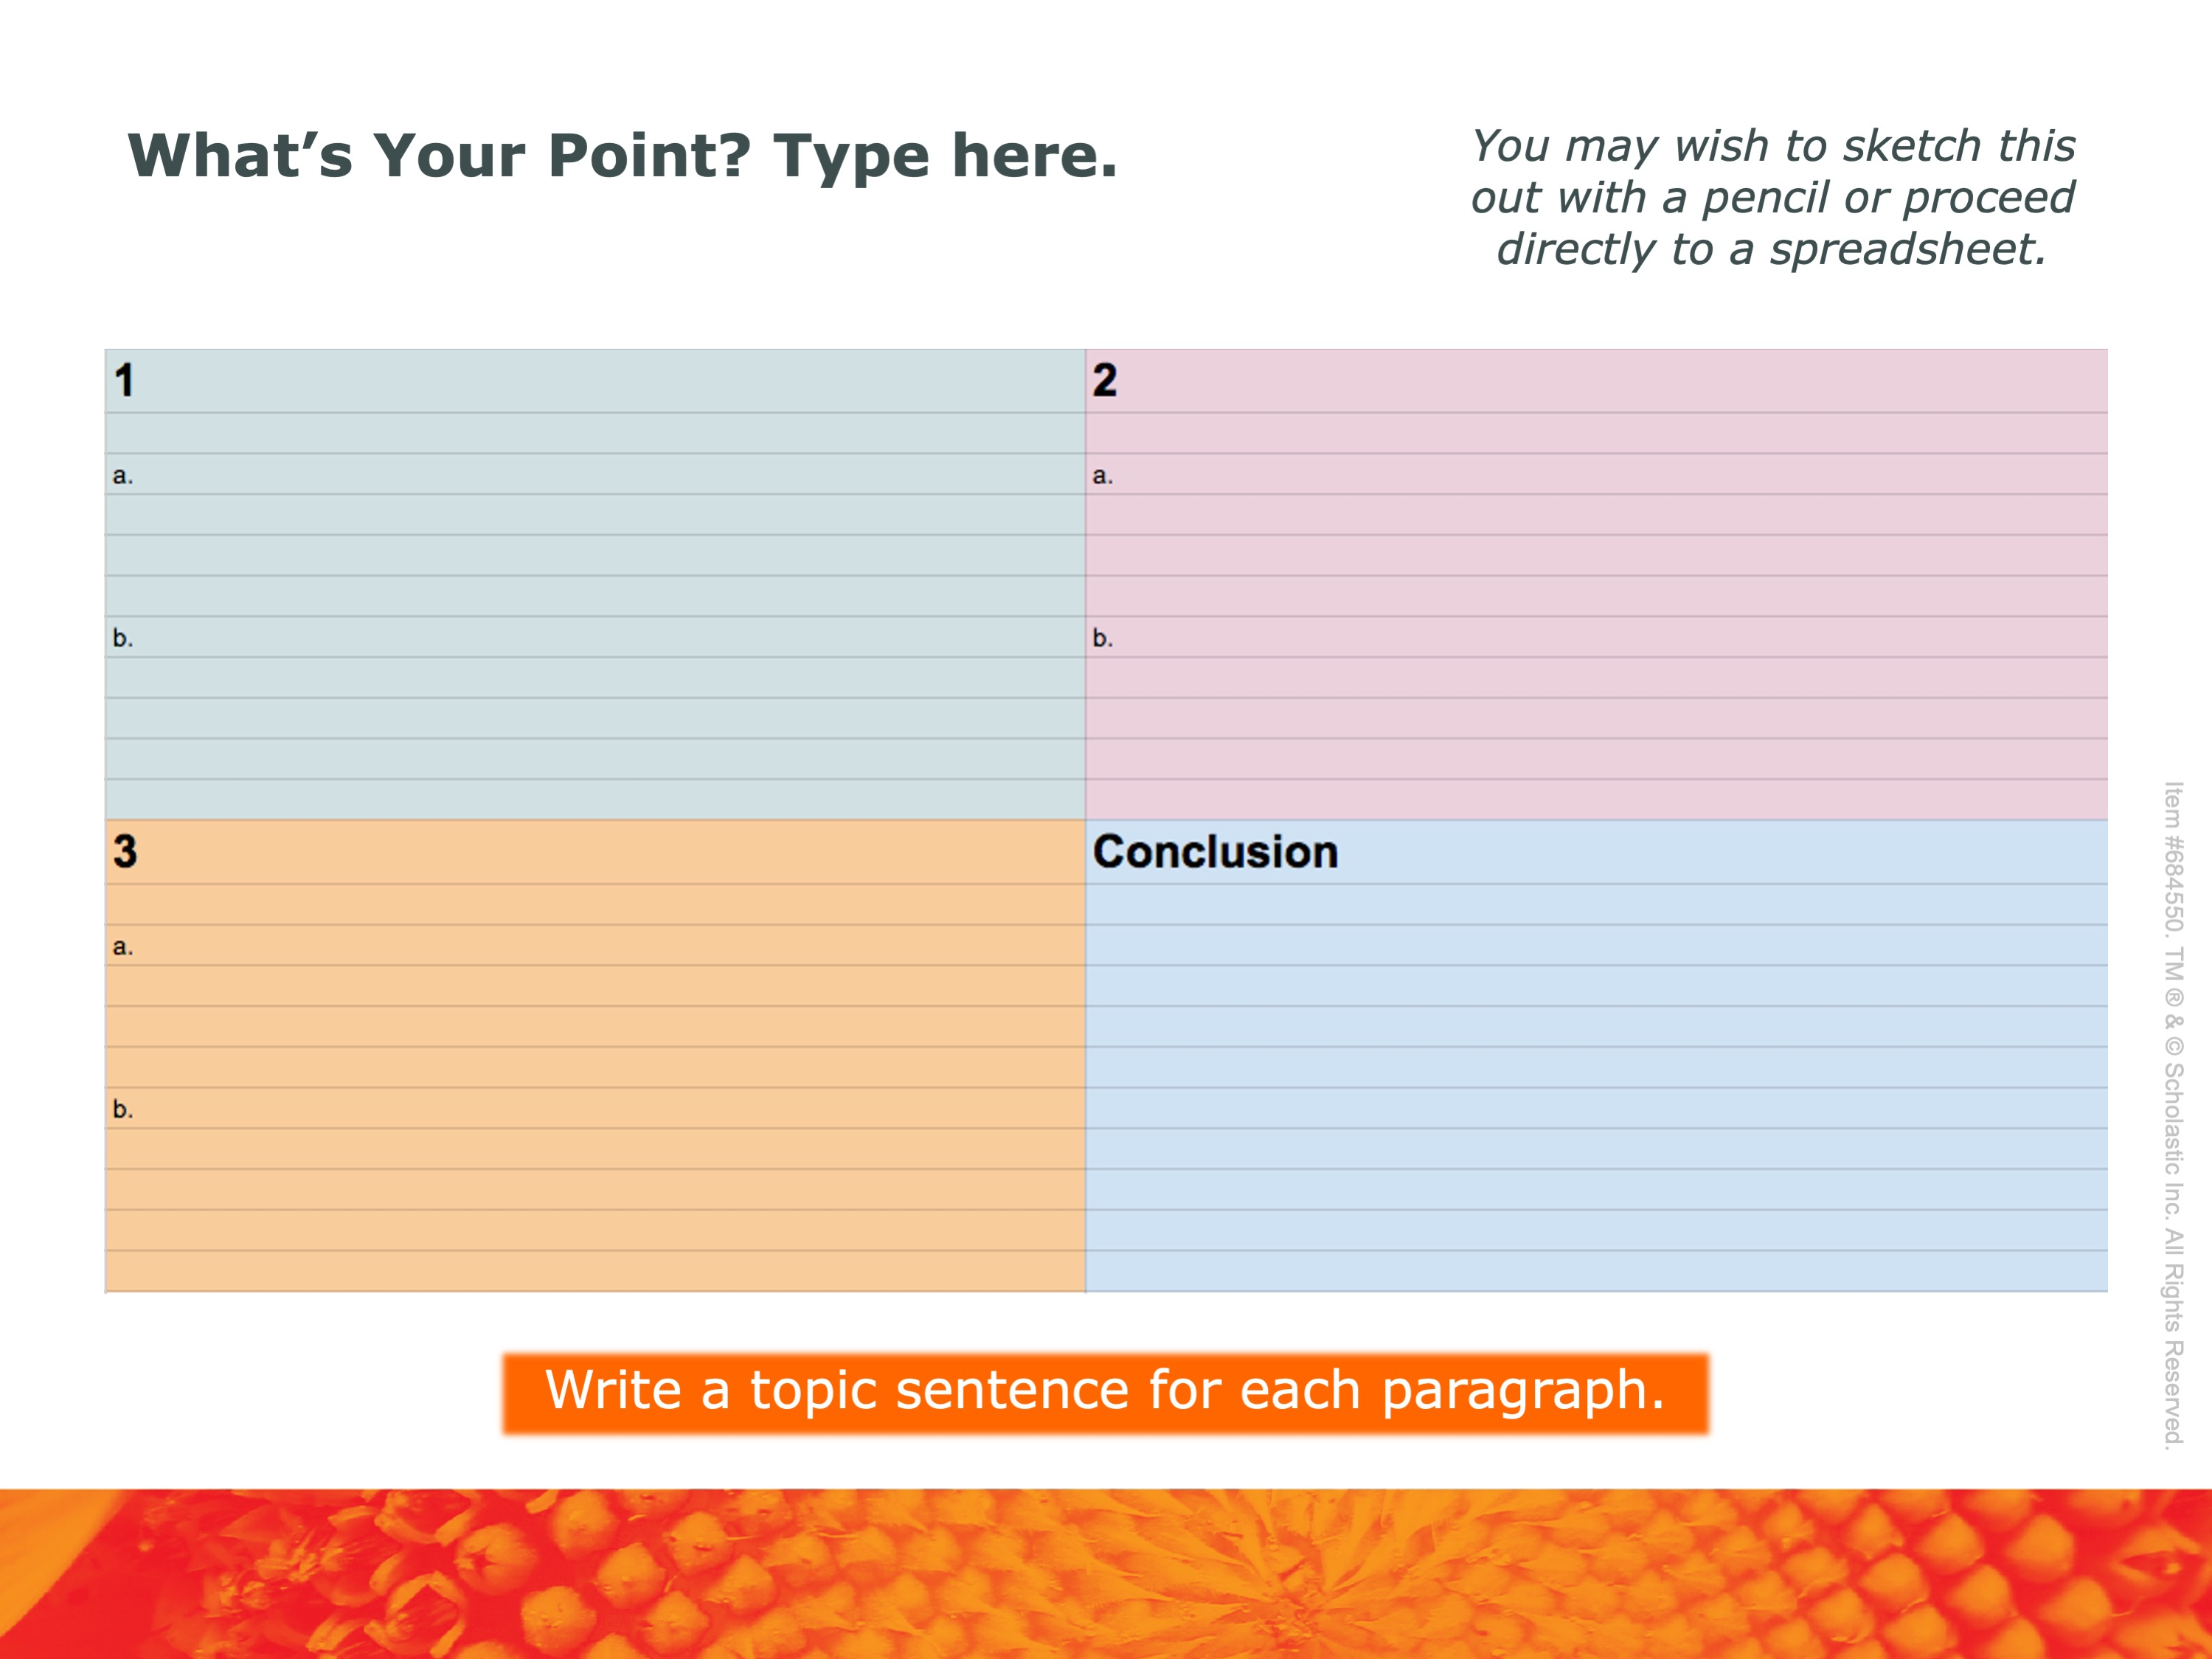 What’s Your Point? Type here.
You may wish to sketch this
out with a pencil or proceed
directly to a spreadsheet.
1
a.
b.
2
a.
b.
3
a.
b.
Conclusion
Write a topic sentence for each paragraph.
Item #684550. TM ® & © Scholastic Inc. All Rights Reserved.